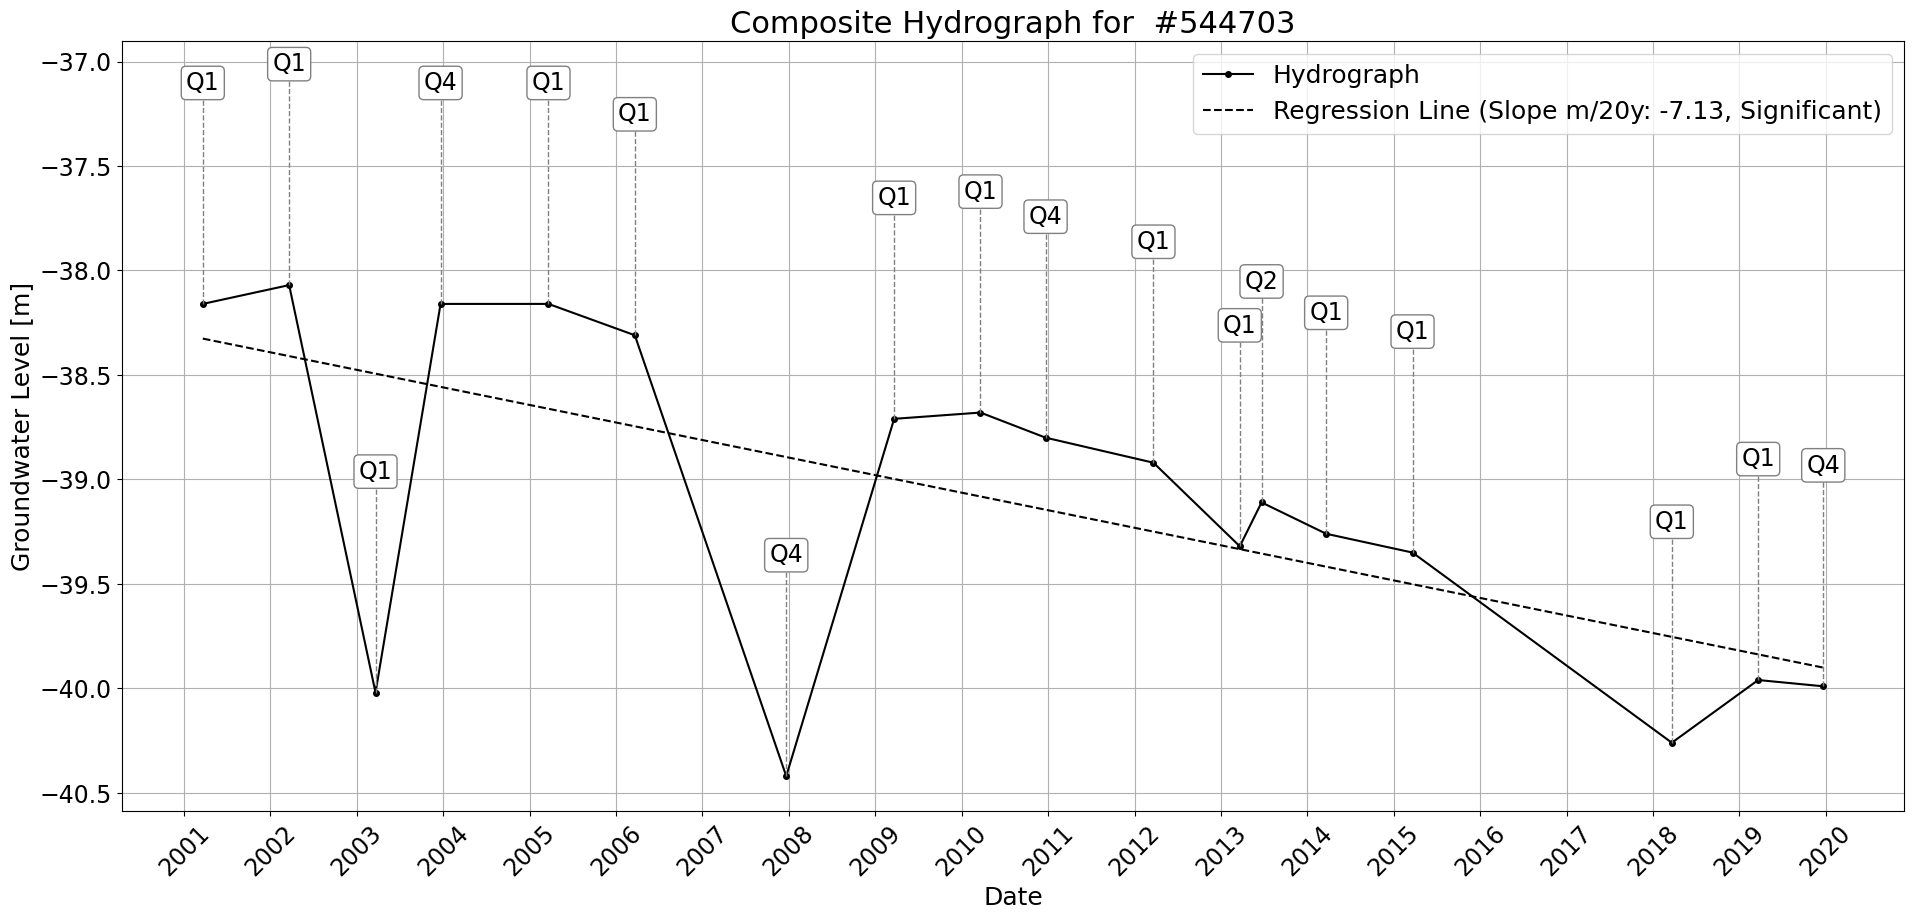 Composite Hydrograph for  #544703
Hydrograph
Regression Line (Slope m/20y: -7.13, Significant)
Groundwater Level [m]
−37.0
−37.5
−38.0
−38.5
−39.0
−39.5
−40.0
−40.5
Q1
Q1
Q1
Q4
Q1
Q1
Q4
Q1
Q1
Q4
Q1
Q1
Q2
Q1
Q1
Q1
Q1
Q4
2001
2002
2003
2004
2005
2006
2007
2008
2009
2010
2011
2012
2013
2014
2015
2016
2017
2018
2019
2020
Date